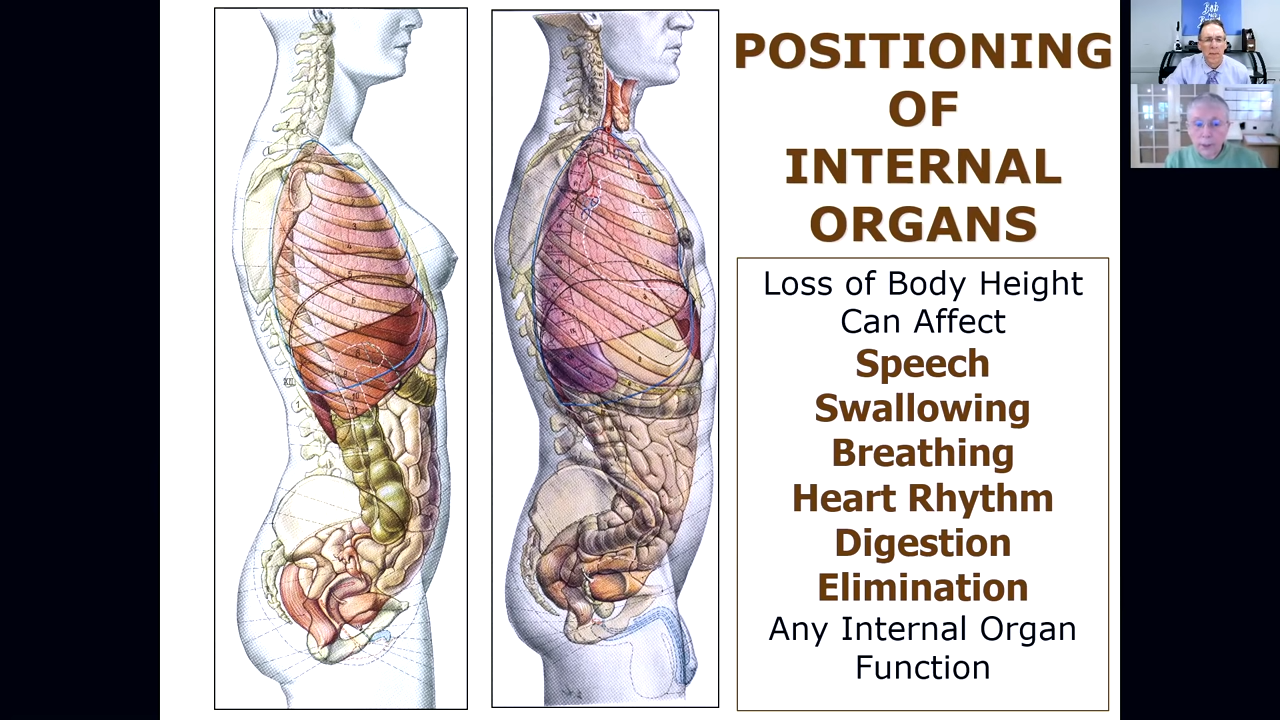 POSITIONING
OF
INTERNAL
ORGANS
Loss of Body Height
Can Affect
Speech
Swallowing
Breathing
Heart Rhythm
Digestion
Elimination
Any Internal Organ
Function
Bob